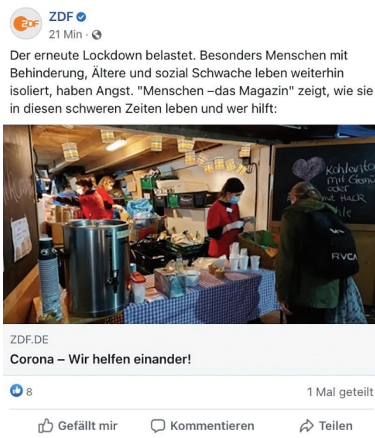 ZDF
ZDF
21 Min
Der erneute Lockdown belastet. Besonders Menschen mit
Behinderung, Ältere und sozial Schwache leben weiterhin
isoliert, haben Angst. "Menschen –das Magazin" zeigt, wie sie
in diesen schweren Zeiten leben und wer hilft:
mit
oder
mit Hack
RVCA
ZDF.DE
Corona – Wir helfen einander!
8
1 Mal geteilt
Gefällt mir
Kommentieren
Teilen